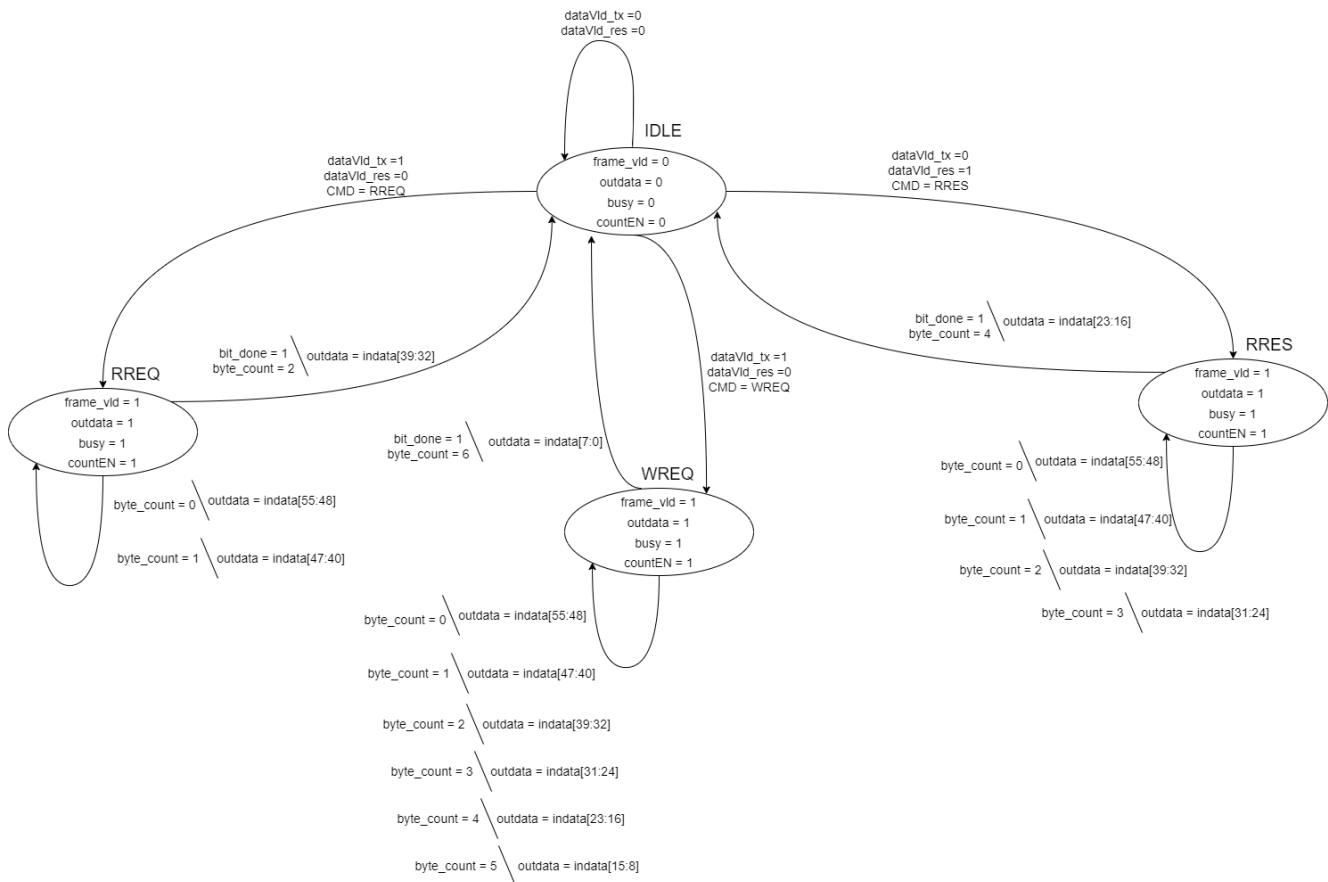 dataVld_tx =0
dataVld_res =0
IDLE
frame_vld = 0
outdata = 0
busy = 0
countEN = 0
dataVld_tx =1
dataVld_res =0
CMD = RREQ
dataVld_tx =0
dataVld_res =1
CMD = RRES
bit_done = 1
byte_count = 2
outdata = indata[39:32]
dataVld_tx =1
dataVld_res =0
CMD = WREQ
bit_done = 1
byte_count = 4
outdata = indata[23:16]
RREQ
frame_vld = 1
outdata = 1
busy = 1
countEN = 1
byte_count = 0
outdata = indata[55:48]
byte_count = 1
outdata = indata[47:40]
bit_done = 1
byte_count = 6
outdata = indata[7:0]
WREQ
frame_vld = 1
outdata = 1
busy = 1
countEN = 1
byte_count = 0
outdata = indata[55:48]
byte_count = 1
outdata = indata[47:40]
byte_count = 2
outdata = indata[39:32]
byte_count = 3
outdata = indata[31:24]
byte_count = 4
outdata = indata[23:16]
byte_count = 5
outdata = indata[15:8]
RRES
frame_vld = 1
outdata = 1
busy = 1
countEN = 1
byte_count = 0
outdata = indata[55:48]
byte_count = 1
outdata = indata[47:40]
byte_count = 2
outdata = indata[39:32]
byte_count = 3
outdata = indata[31:24]